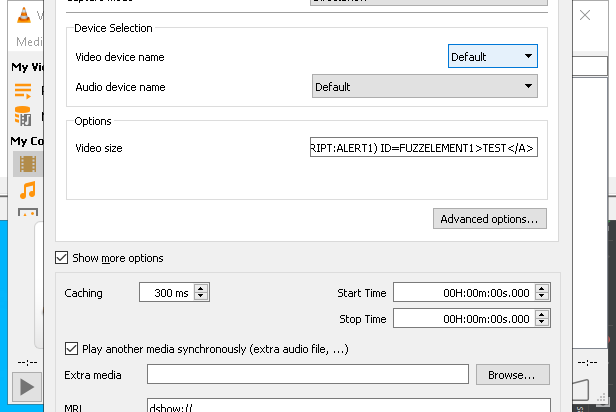 V
Media
Device Selection
Video device name
Default
Audio device name
Default
My Vi
Options
Video size
RIPT:ALERT1) ID=FUZZELEMENT1>TEST</A>
My Co
Advanced options...
Show more options
Caching
300 ms
Start Time
00H:00m:00s.000
Stop Time
00H:00m:00s.000
Play another media synchronously (extra audio file, ...)
--:--
--:--
Extra media
Browse...
MRL
dshow://